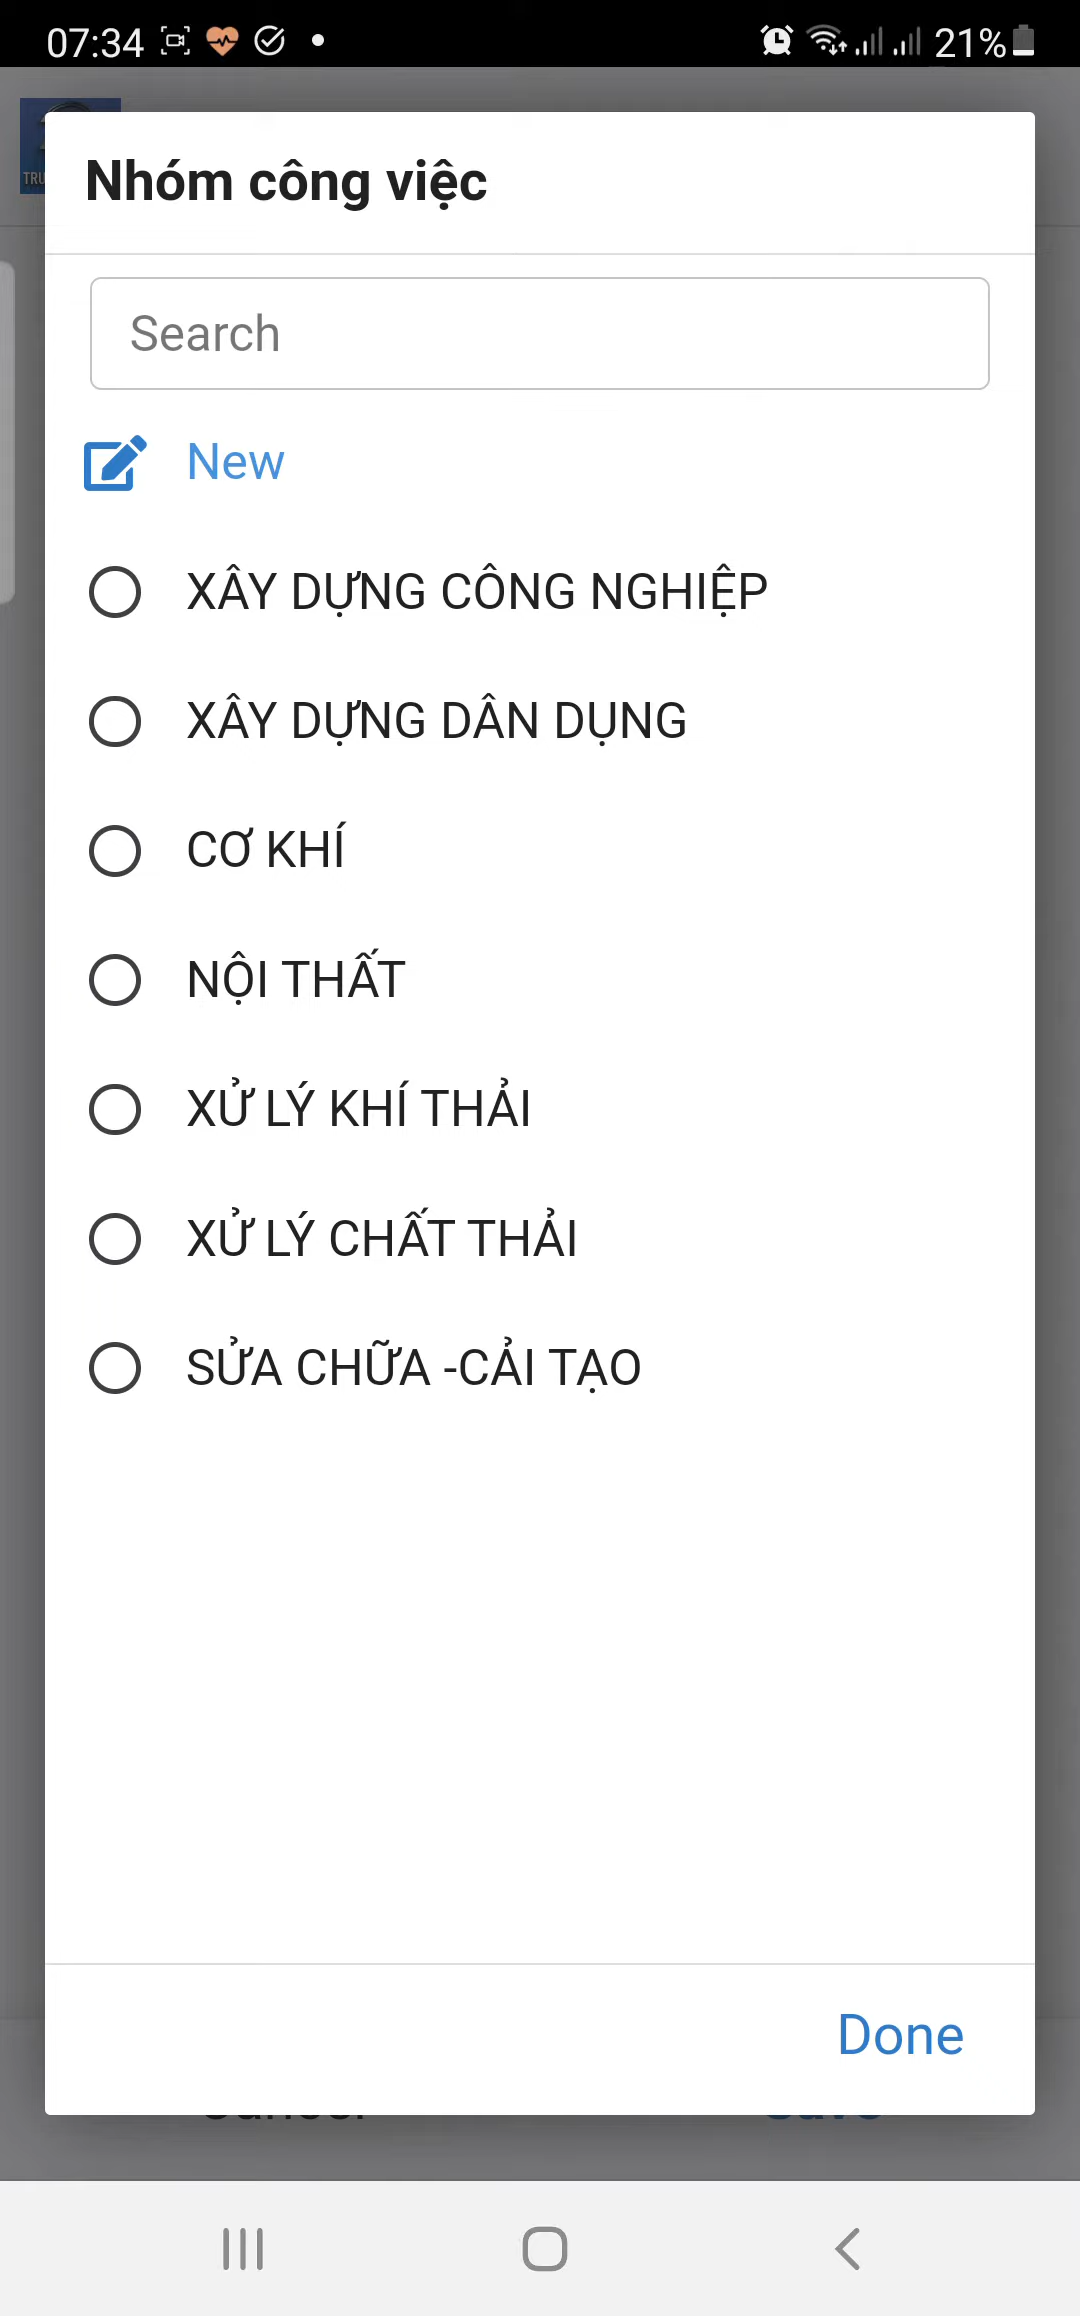 07:34
21%
TRU
Nhóm công việc
Search
New
XÂY DỰNG CÔNG NGHIỆP
XÂY DỰNG DÂN DỤNG
CƠ KHÍ
NỘI THẤT
XỬ LÝ KHÍ THẢI
XỬ LÝ CHẤT THẢI
SỬA CHỮA -CẢI TẠO
Done